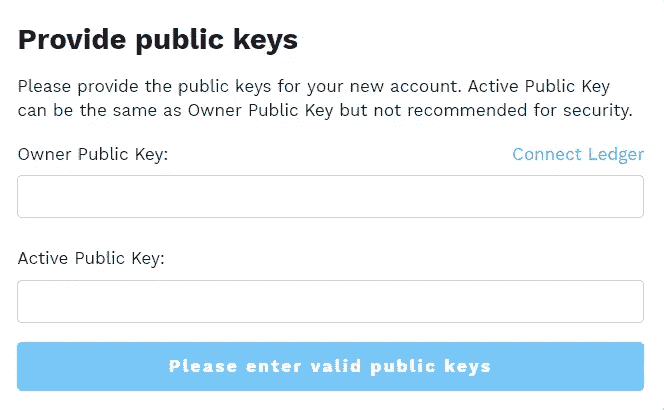 Provide public keys
Please provide the public keys for your new account. Active Public Key
can be the same as Owner Public Key but not recommended for security.
Owner Public Key:
Connect Ledger
Active Public Key:
Please enter valid public keys